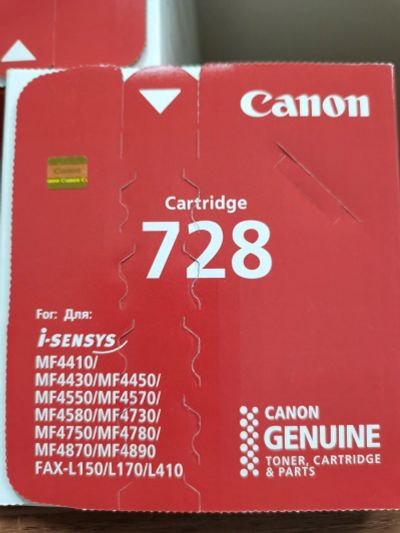 Canon
Canon
Cartridge
728
For: Для:
i-SENSYS
MF4410/
MF4430/MF4450/
MF4550/MF4570/
MF4580/MF4730/
MF4750/MF4780/
MF4870/MF4890
FAX-L150/L170/L410
CANON
GENUINE
TONER, CARTRIDGE
& PARTS